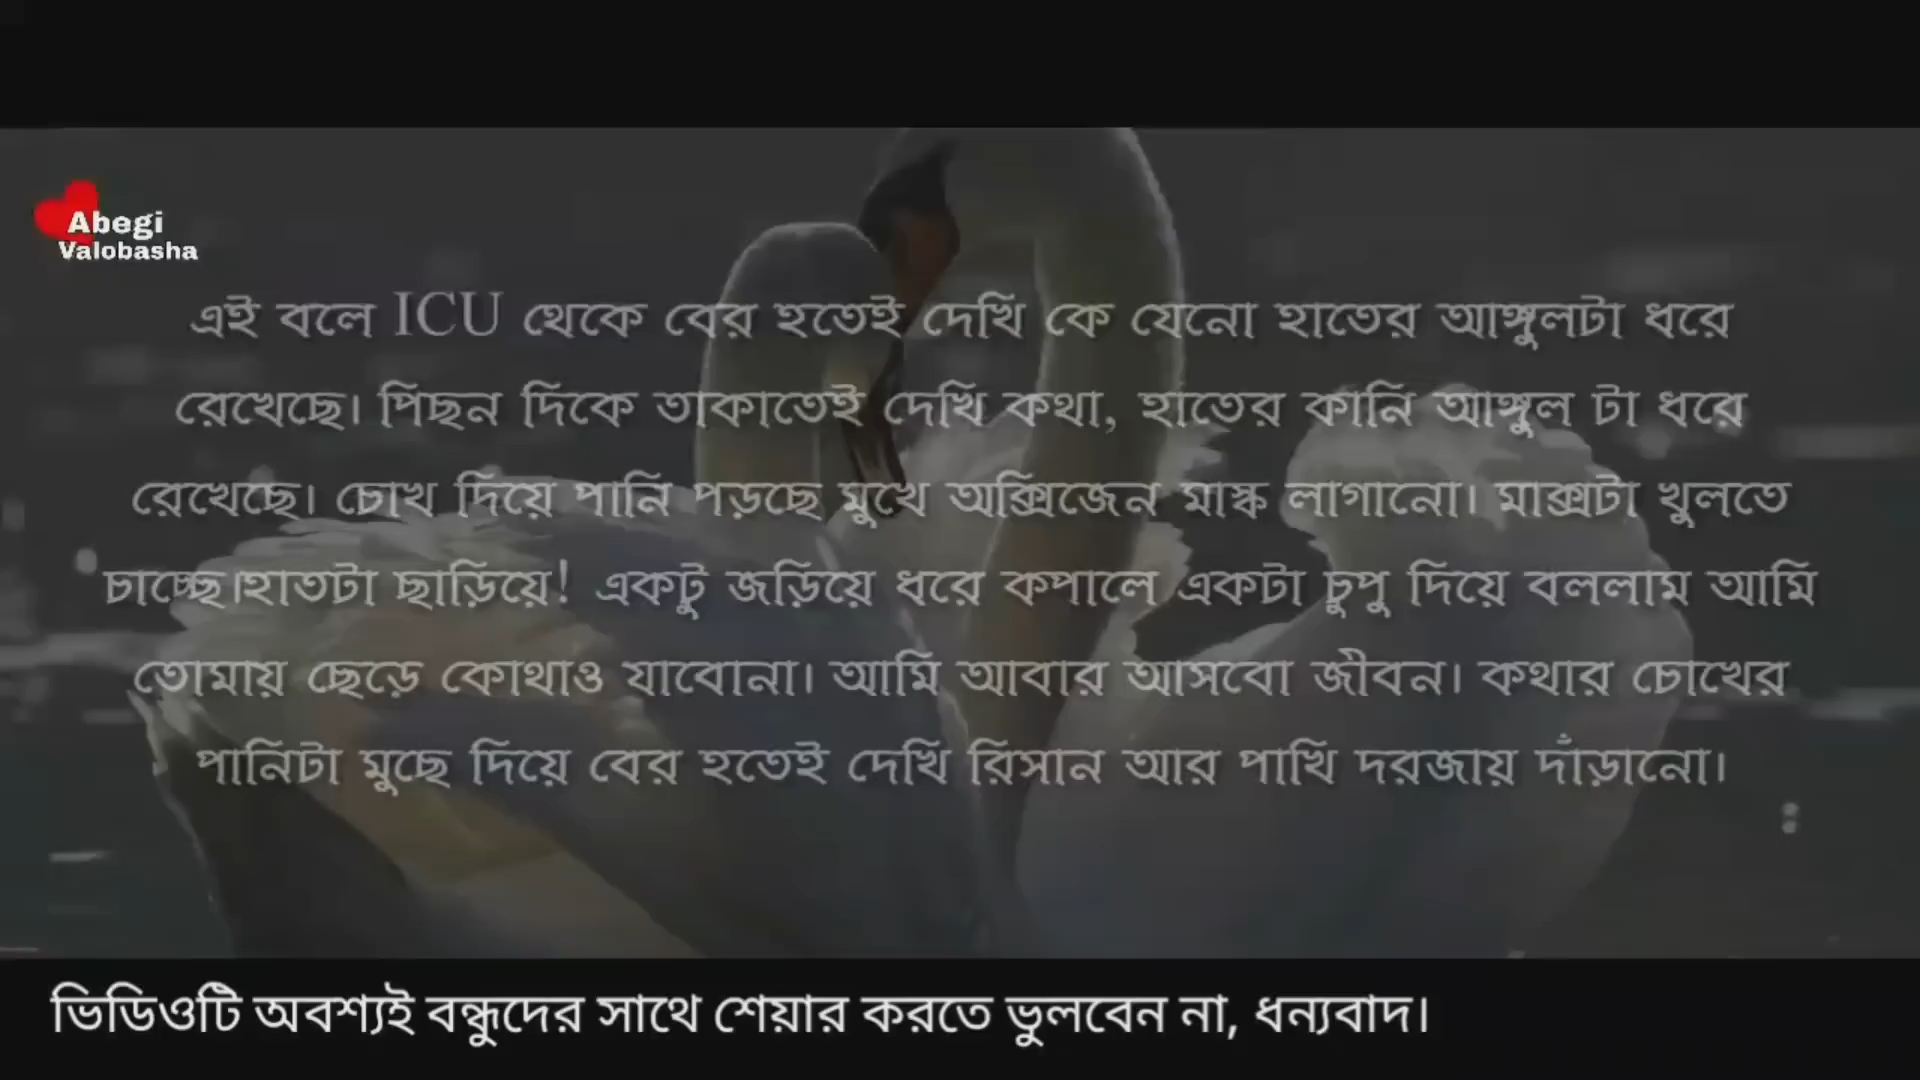 Abegi
Valobasha
এই বলে ICU থেকে বের হতেই দেখি কে যেনো হাতের আঙ্গুলটা ধরে
রেখেছে। পিছন দিকে তাকাতেই দেখি কথা, হাতের কানি আঙ্গুল টা ধরে
রেখেছে। চোখ দিয়ে পানি পড়ছে মুখে অক্সিজেন মাস্ক লাগানো। মাক্সটা খুলতে
চাচ্ছে।হাতটা ছাড়িয়ে! একটু জড়িয়ে ধরে কপালে একটা চুপু দিয়ে বললাম আমি
তোমায় ছেড়ে কোথাও যাবোনা। আমি আবার আসবো জীবন। কথার চোখের
পানিটা মুছে দিয়ে বের হতেই দেখি রিসান আর পাখি দরজায় দাঁড়ানো।
ভিডিওটি অবশ্যই বন্ধুদের সাথে শেয়ার করতে ভুলবেন না, ধন্যবাদ।